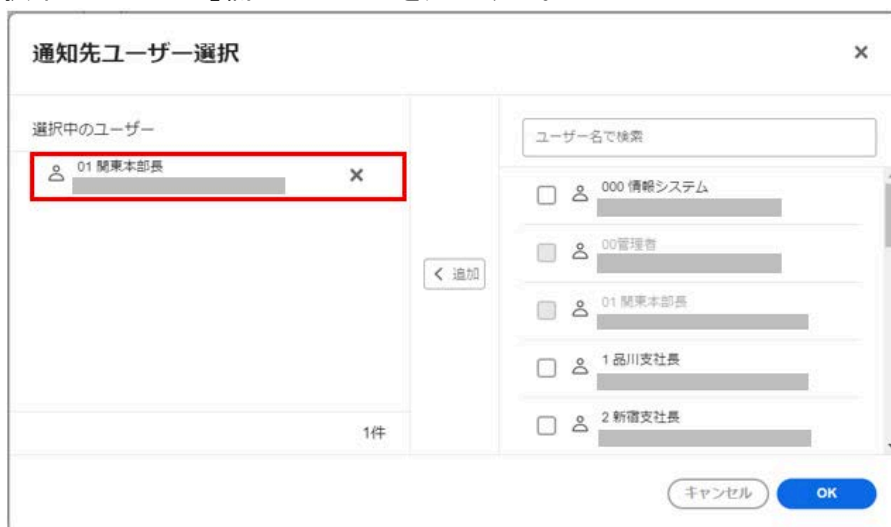 通知先ユーザー選択
×
選択中のユーザー
01 関東本部長
×
1件
追加
ユーザー名で検索
000 情報システム
00管理者
01 関東本部長
1 品川支社長
2 新宿支社長
キャンセル
OK